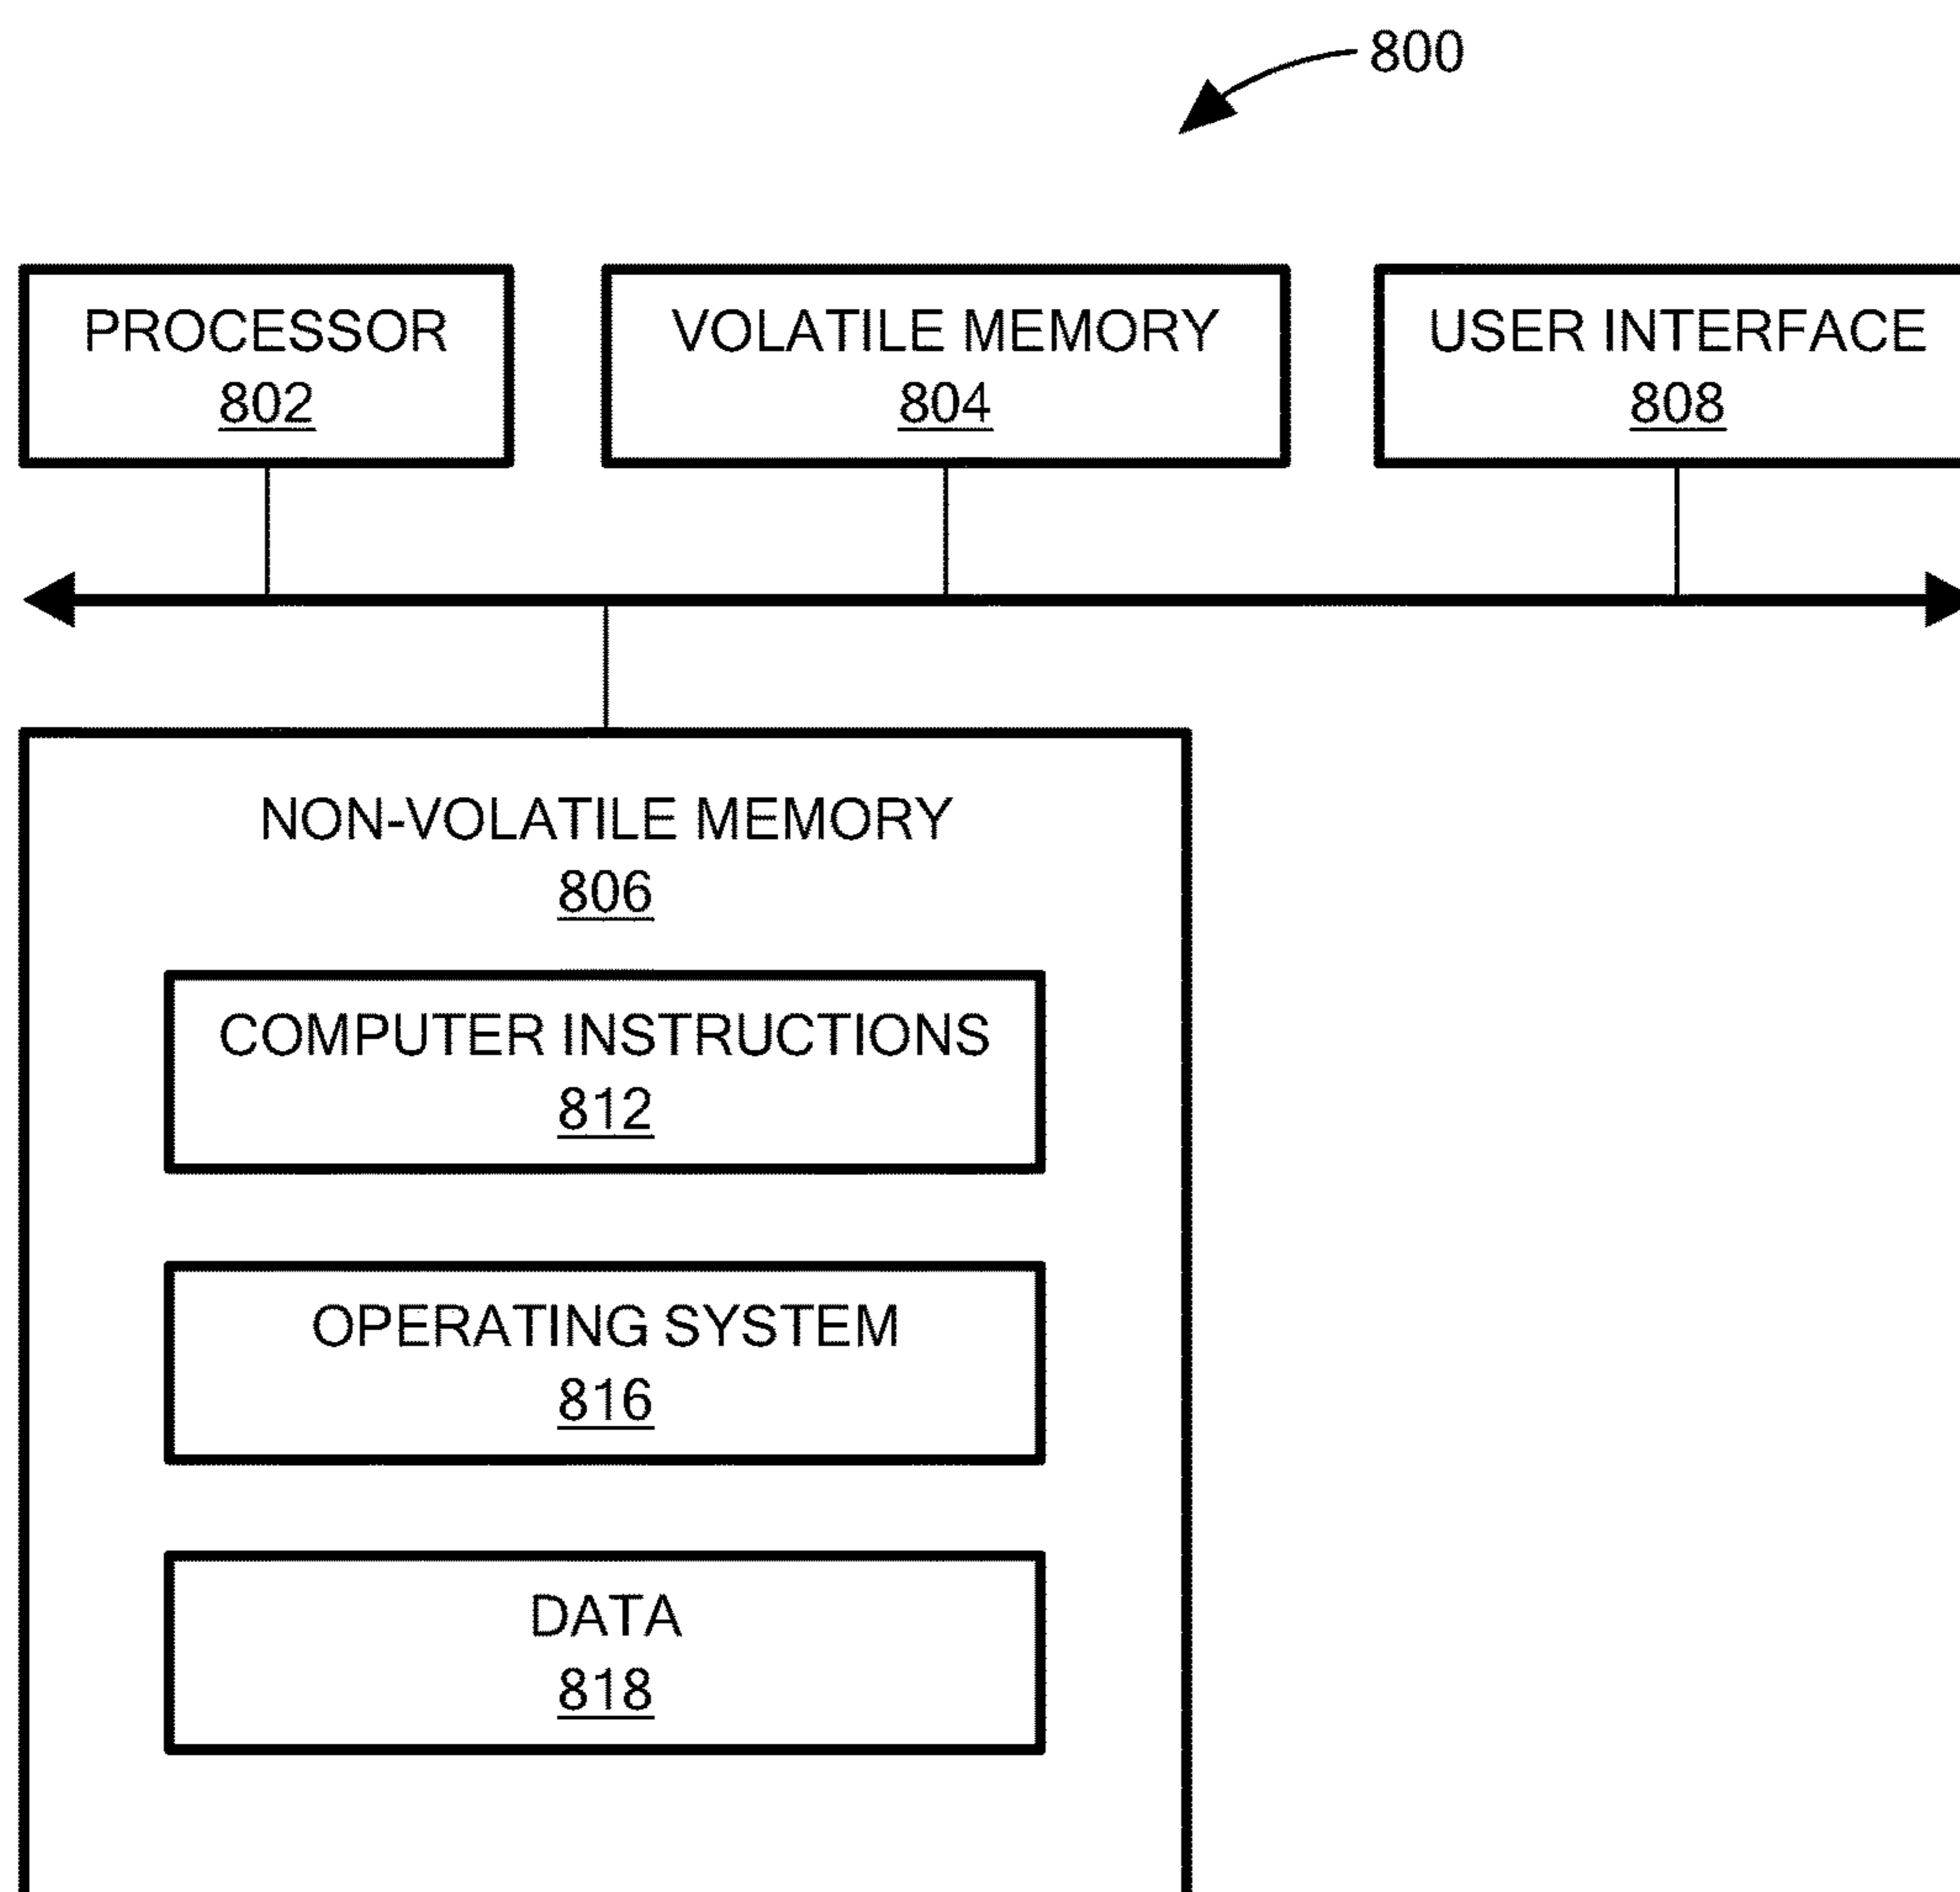 800
PROCESSOR
802
VOLATILE MEMORY
804
USER INTERFACE
808
NON-VOLATILE MEMORY
806
COMPUTER INSTRUCTIONS
812
OPERATING SYSTEM
816
DATA
818